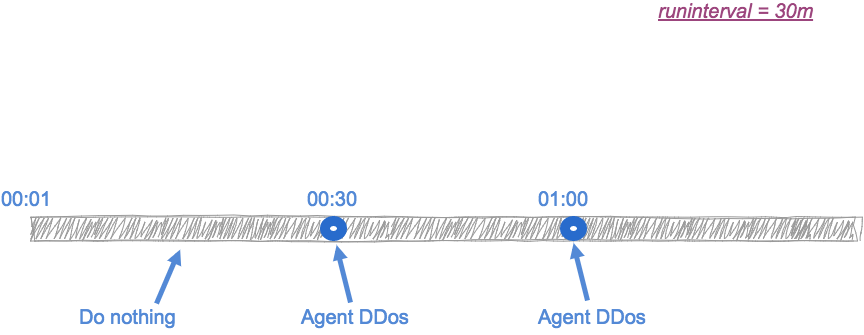 runinterval = 30m
00:01 00:30 01:00
Do nothing Agent DDos Agent DDos